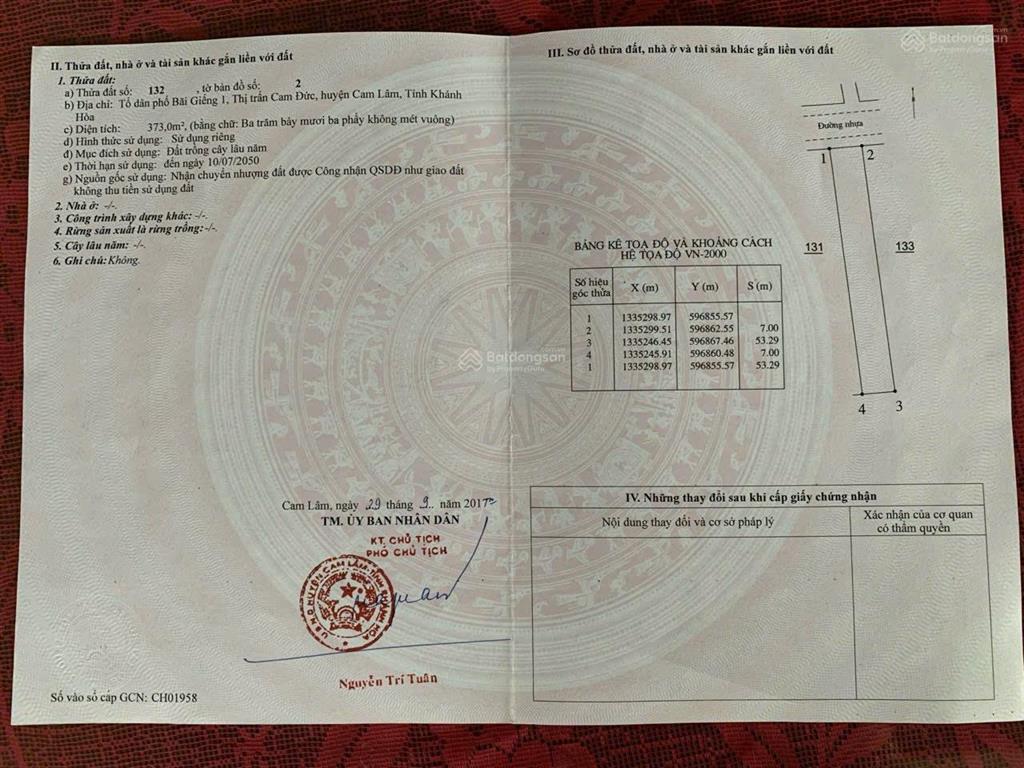 II. Thửa đất, nhà ở và tài sản khác gắn liền với đất
1. Thửa đất:
a) Thửa đất số: 132 , tờ bản đồ số: 2
b) Địa chỉ: Tổ dân phố Bãi Giếng 1, Thị trấn Cam Đức, huyện Cam Lâm, Tỉnh Khánh
Hòa
c) Diện tích: 373,0m², (bằng chữ: Ba trăm bảy mươi ba phẩy không mét vuông)
d) Hình thức sử dụng: Sử dụng riêng
đ) Mục đích sử dụng: Đất trồng cây lâu năm
e) Thời hạn sử dụng: đến ngày 10/07/2050
g) Nguồn gốc sử dụng: Nhận chuyển nhượng đất được Công nhận QSDĐ như giao đất
không thu tiền sử dụng đất
2. Nhà ở: -/-.
3. Công trình xây dựng khác: -/-.
4. Rừng sản xuất là rừng trồng: -/-.
5. Cây lâu năm: -/-.
6. Ghi chú: Không.
Cam Lâm, ngày 29 tháng 9 năm 2017
TM. ỦY BAN NHÂN DÂN
KT. CHỦ TỊCH
PHÓ CHỦ TỊCH
U.B.N.D HUYỆN CAM LÂM - TỈNH KHÁNH HÒA
Nguyễn Trí Tuân
Số vào sổ cấp GCN: CH01958
III. Sơ đồ thửa đất, nhà ở và tài sản khác gắn liền với đất
Đường nhựa
1 2
131 133
4 3
BẢNG KÊ TỌA ĐỘ VÀ KHOẢNG CÁCH
HỆ TỌA ĐỘ VN-2000
Số hiệu góc thửa X (m) Y (m) S (m)
1 1335298.97 596855.57
2 1335299.51 596862.55 7.00
3 1335246.45 596867.46 53.29
4 1335245.91 596860.48 7.00
1 1335298.97 596855.57 53.29
IV. Những thay đổi sau khi cấp giấy chứng nhận
Nội dung thay đổi và cơ sở pháp lý
Xác nhận của cơ quan
có thẩm quyền
Batdongsan
by PropertyGuru
Batdongsan
by PropertyGuru